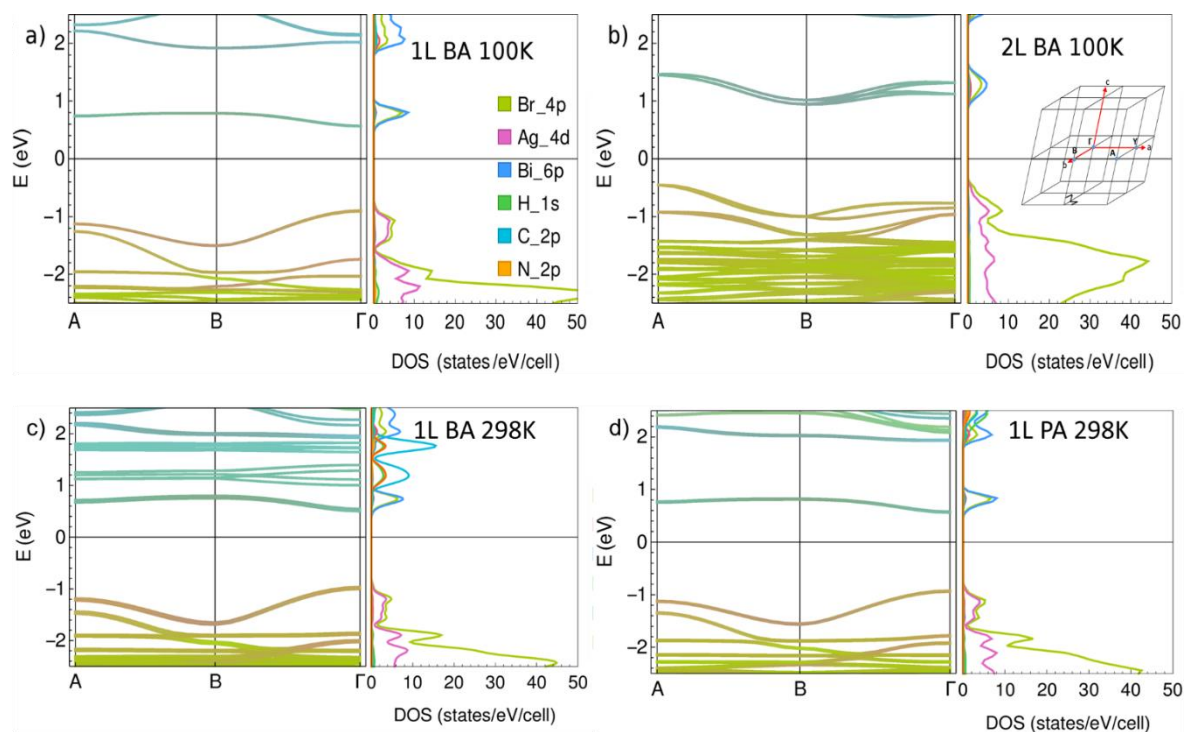 a)
1L BA 100K
E (eV)
2
1
0
−1
−2
Br_4p
Ag_4d
Bi_6p
H_1s
C_2p
N_2p
A
B
Γ
0 10 20 30 40 50
DOS (states/eV/cell)
b)
2L BA 100K
E (eV)
2
1
0
−1
−2
c
Γ
B
b
A
Y
a
Z
A
B
Γ
0 10 20 30 40 50
DOS (states/eV/cell)
c)
1L BA 298K
E (eV)
2
1
0
−1
−2
A
B
Γ
0 10 20 30 40 50
DOS (states/eV/cell)
d)
1L PA 298K
E (eV)
2
1
0
−1
−2
A
B
Γ
0 10 20 30 40 50
DOS (states/eV/cell)